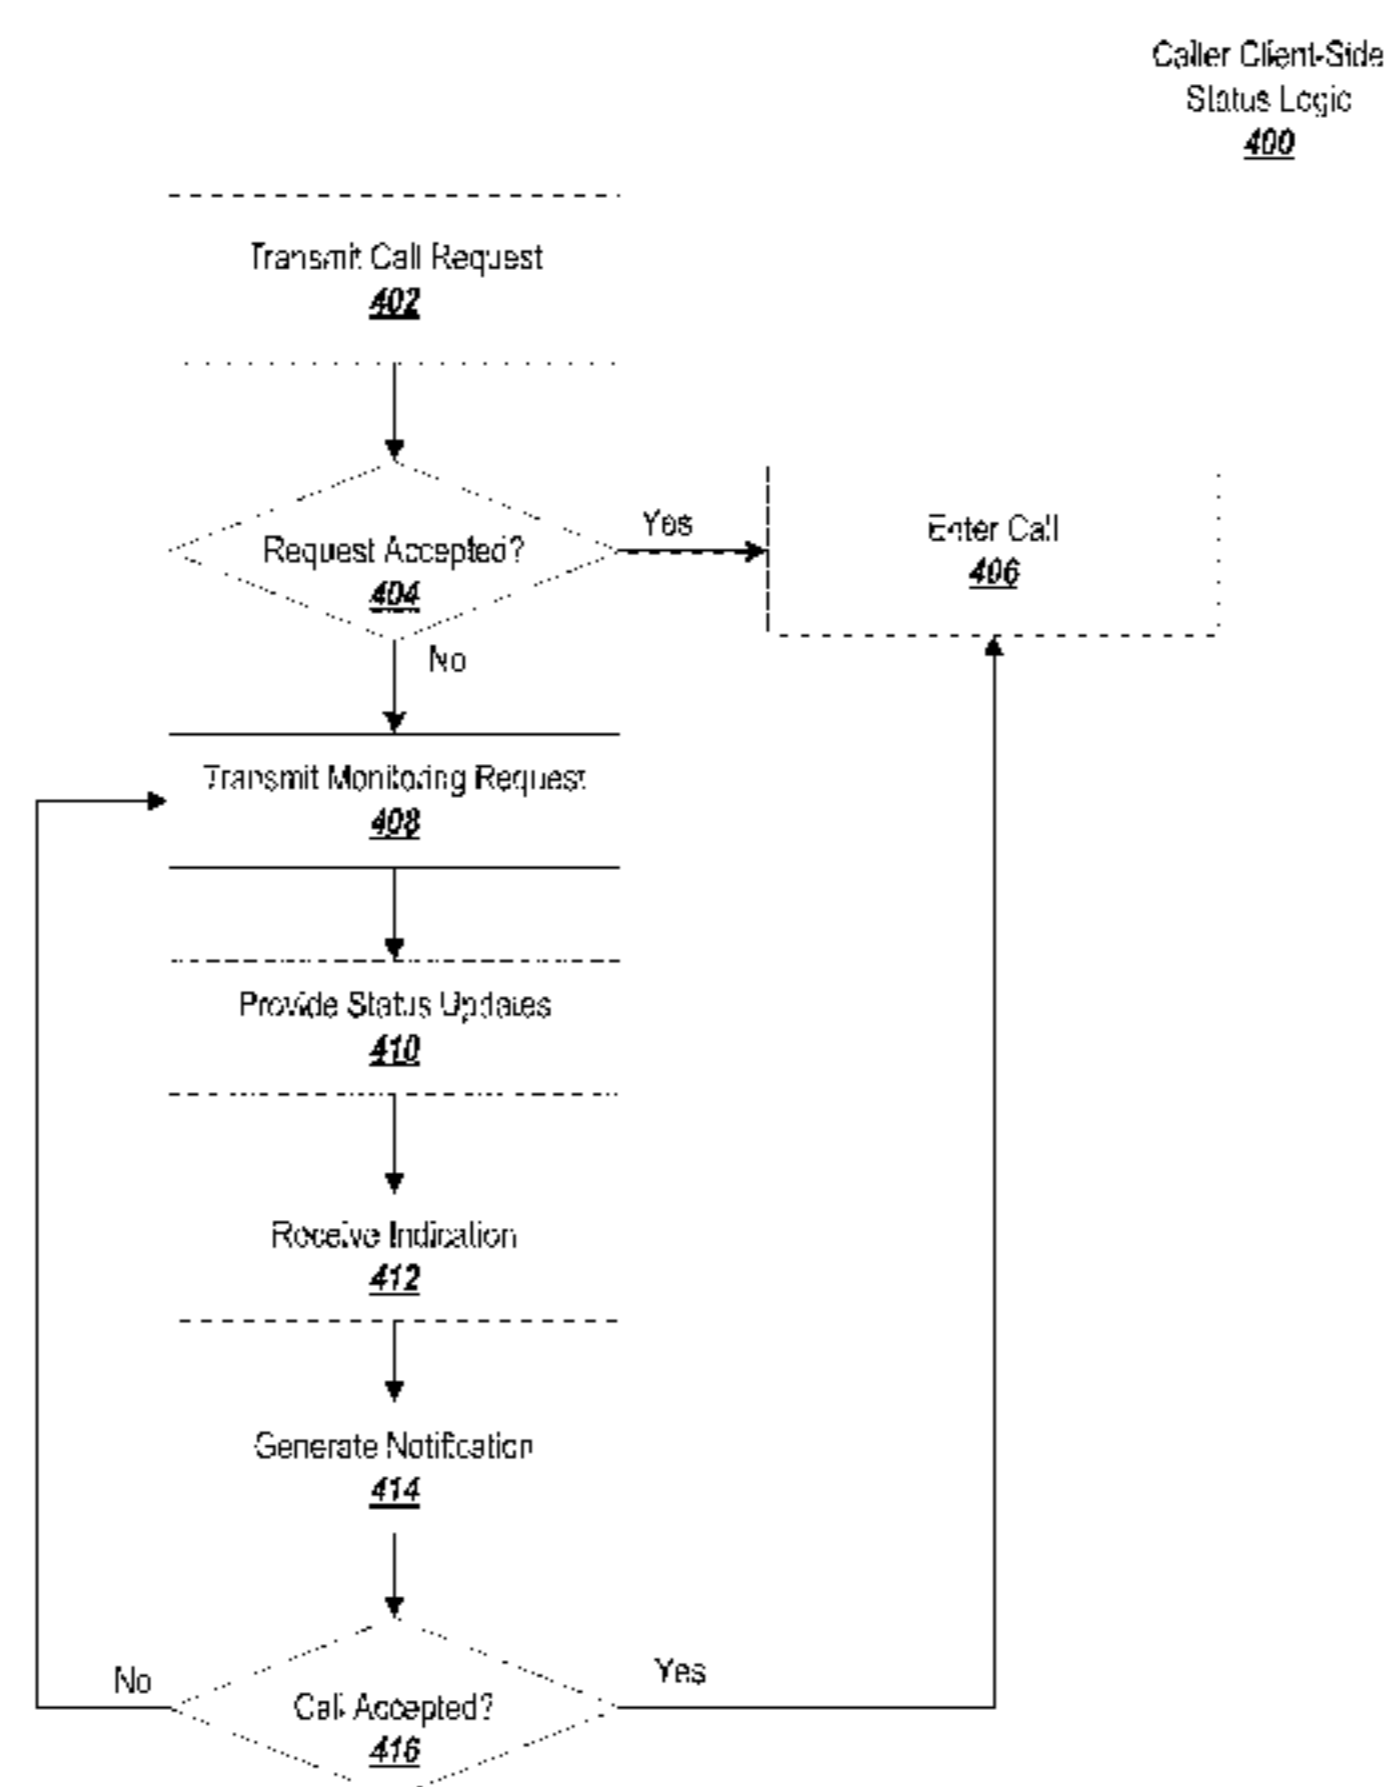 Caller Client-Side
Status Logic
400
Transmit Call Request
402
Request Accepted?
404
Yes
No
Enter Call
406
Transmit Monitoring Request
408
Provide Status Updates
410
Receive Indication
412
Generate Notification
414
Call Accepted?
416
No
Yes